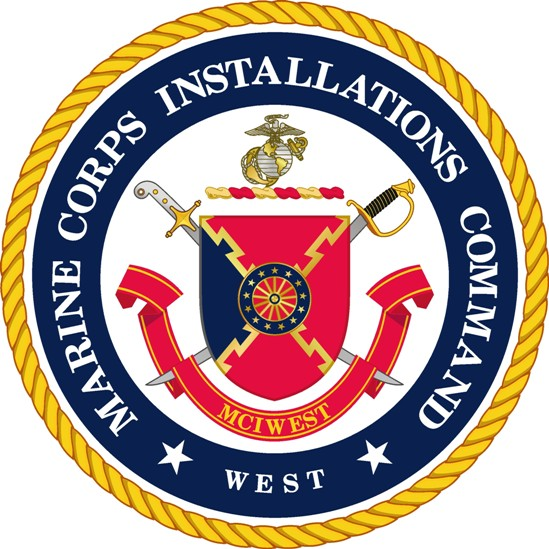 MARINE CORPS INSTALLATIONS COMMAND
MCIWEST
WEST